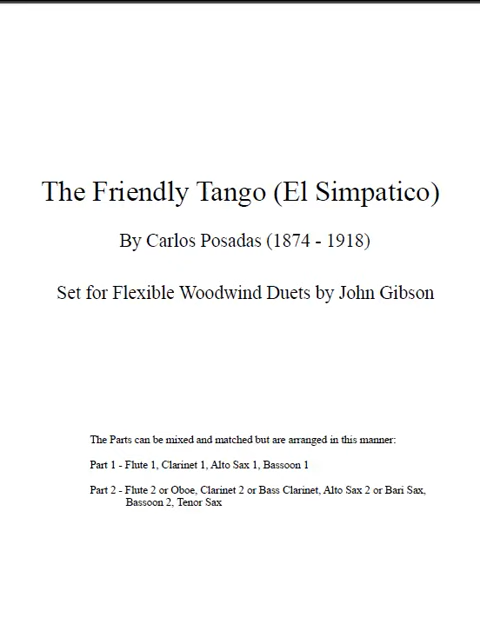 The Friendly Tango (El Simpatico)
By Carlos Posadas (1874 - 1918)
Set for Flexible Woodwind Duets by John Gibson
The Parts can be mixed and matched but are arranged in this manner:
Part 1 - Flute 1, Clarinet 1, Alto Sax 1, Bassoon 1
Part 2 - Flute 2 or Oboe, Clarinet 2 or Bass Clarinet, Alto Sax 2 or Bari Sax,
Bassoon 2, Tenor Sax